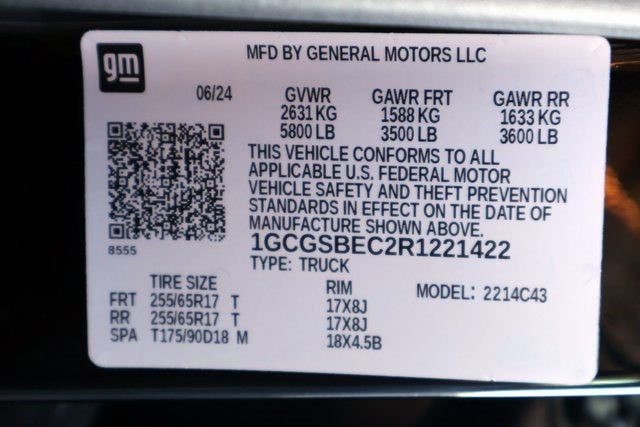 gm
MFD BY GENERAL MOTORS LLC
06/24 GVWR GAWR FRT GAWR RR
2631 KG 1588 KG 1633 KG
5800 LB 3500 LB 3600 LB
THIS VEHICLE CONFORMS TO ALL
APPLICABLE U.S. FEDERAL MOTOR
VEHICLE SAFETY AND THEFT PREVENTION
STANDARDS IN EFFECT ON THE DATE OF
MANUFACTURE SHOWN ABOVE.
8555
1GCGSBEC2R1221422
TYPE: TRUCK
TIRE SIZE RIM MODEL: 2214C43
FRT 255/65R17 T 17X8J
RR 255/65R17 T 17X8J
SPA T175/90D18 M 18X4.5B